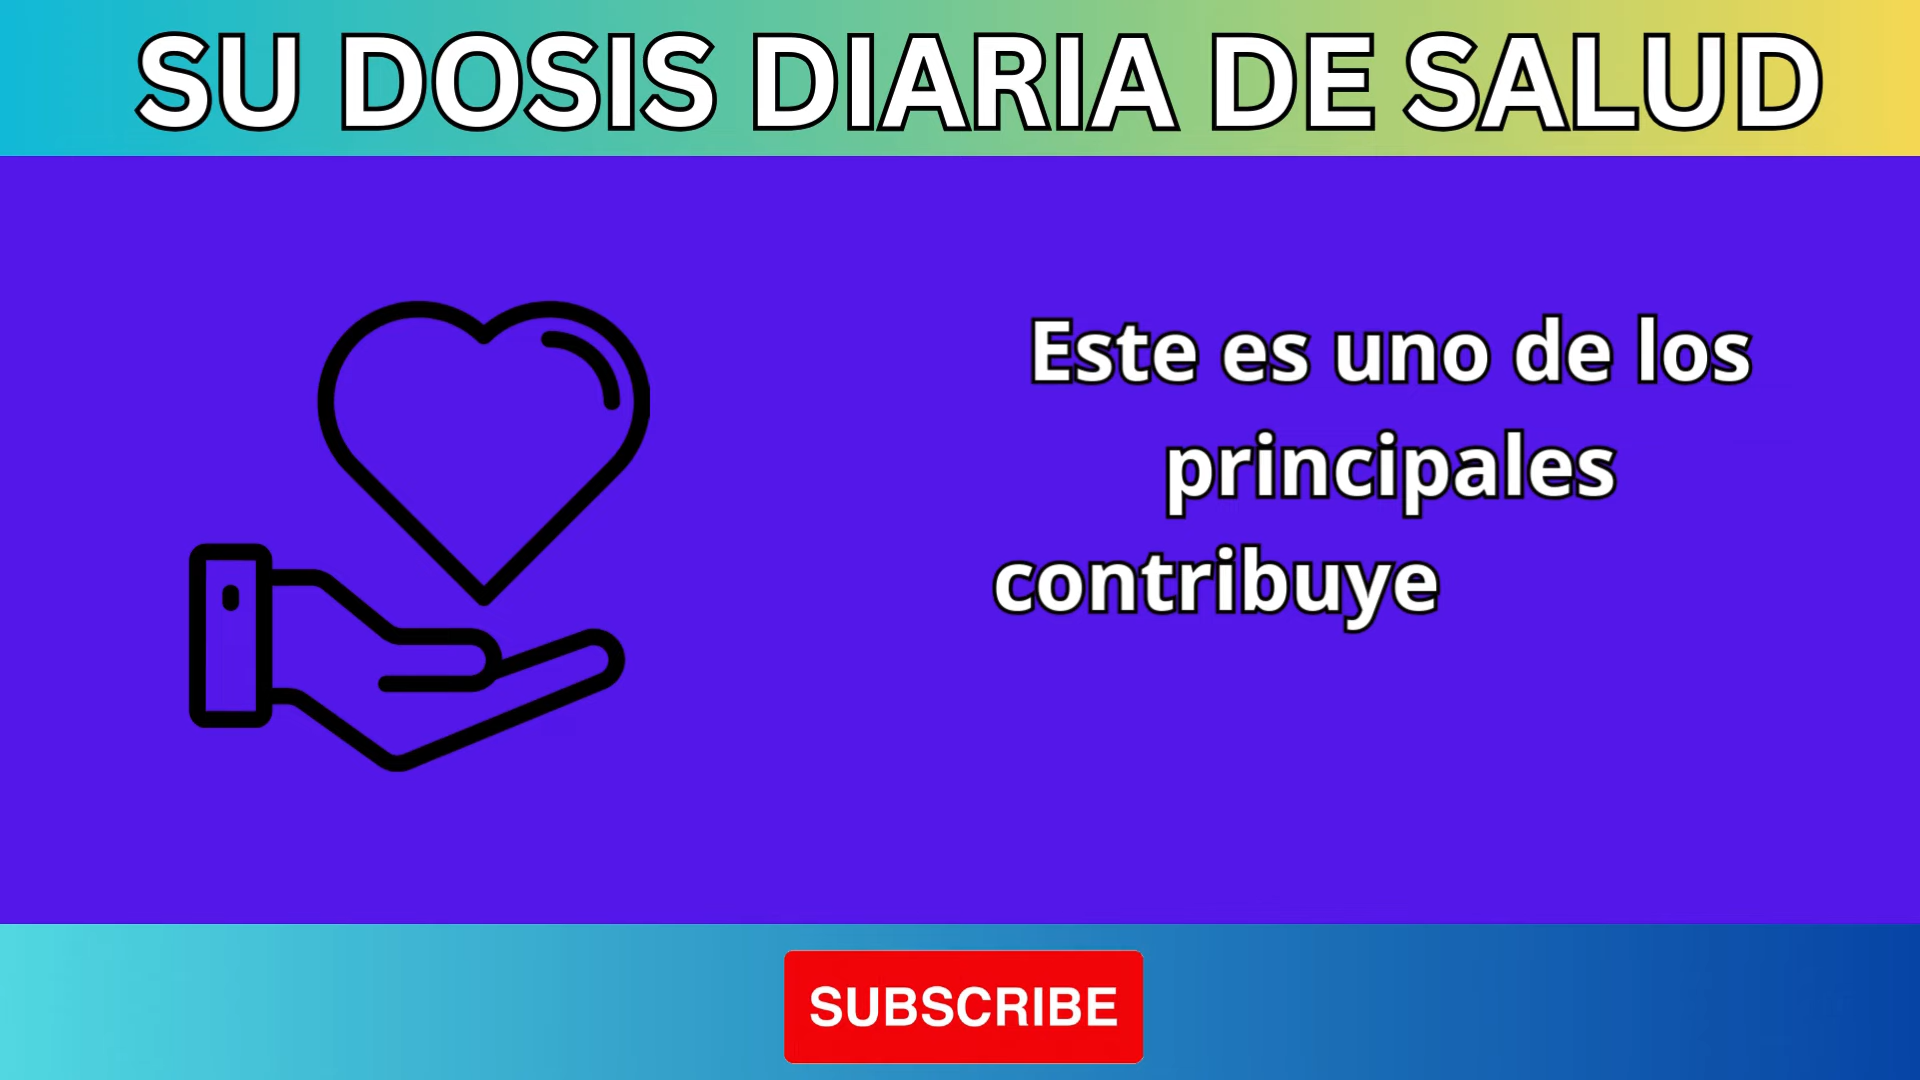 SU DOSIS DIARIA DE SALUD
Este es uno de los
principales
contribuye
SUBSCRIBE